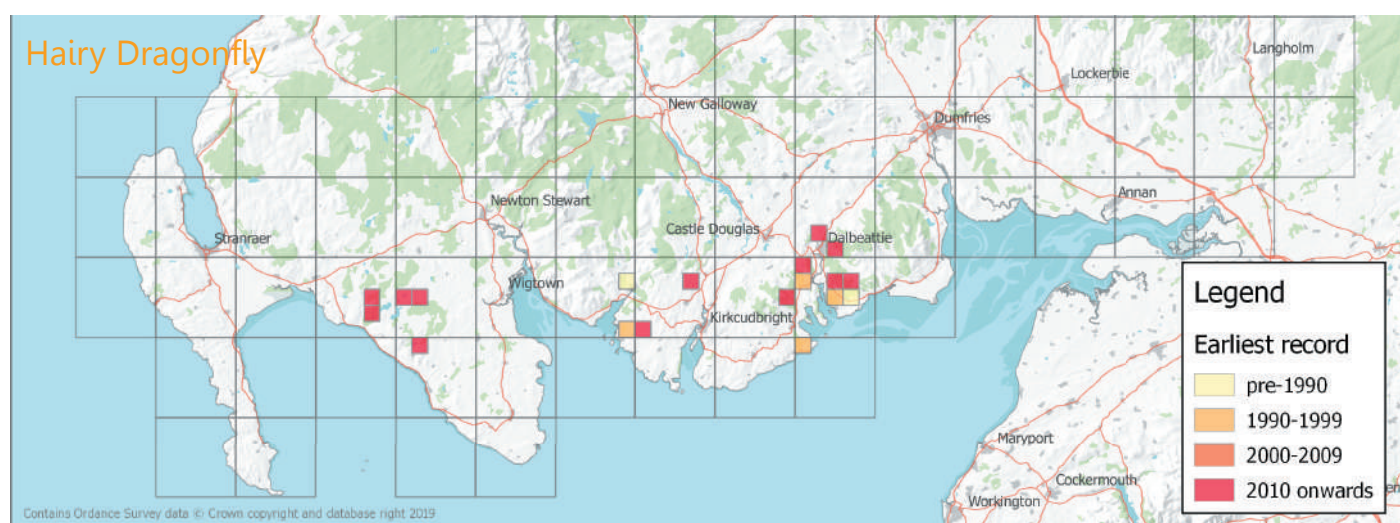 Hairy Dragonfly
Langholm
Lockerbie
New Galloway
Dumfries
Annan
Newton Stewart
Castle Douglas
Dalbeattie
Stranraer
Wigtown
Kirkcudbright
Legend
Earliest record
pre-1990
1990-1999
2000-2009
2010 onwards
Maryport
Cockermouth
Workington
Contains Ordance Survey data © Crown copyright and database right 2019